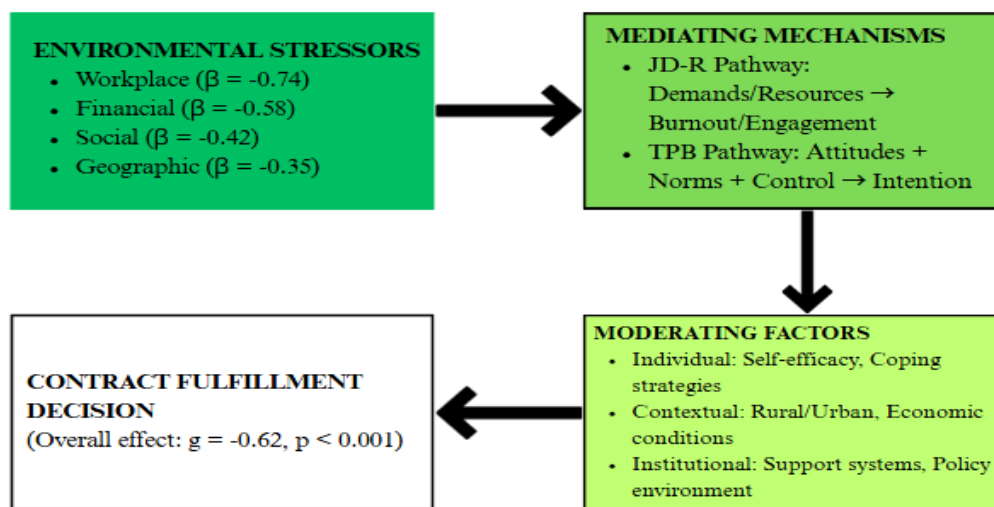 ENVIRONMENTAL STRESSORS
• Workplace (β = -0.74)
• Financial (β = -0.58)
• Social (β = -0.42)
• Geographic (β = -0.35)
MEDIATING MECHANISMS
• JD-R Pathway:
Demands/Resources →
Burnout/Engagement
• TPB Pathway: Attitudes +
Norms + Control → Intention
MODERATING FACTORS
• Individual: Self-efficacy, Coping
strategies
• Contextual: Rural/Urban, Economic
conditions
• Institutional: Support systems, Policy
environment
CONTRACT FULFILLMENT
DECISION
(Overall effect: g = -0.62, p < 0.001)